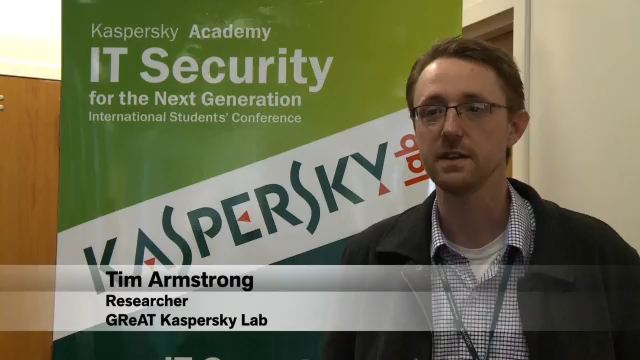 Kaspersky Academy
IT Security
for the Next Generation
International Students' Conference
KASPERSKY lab
Tim Armstrong
Researcher
GReAT Kaspersky Lab